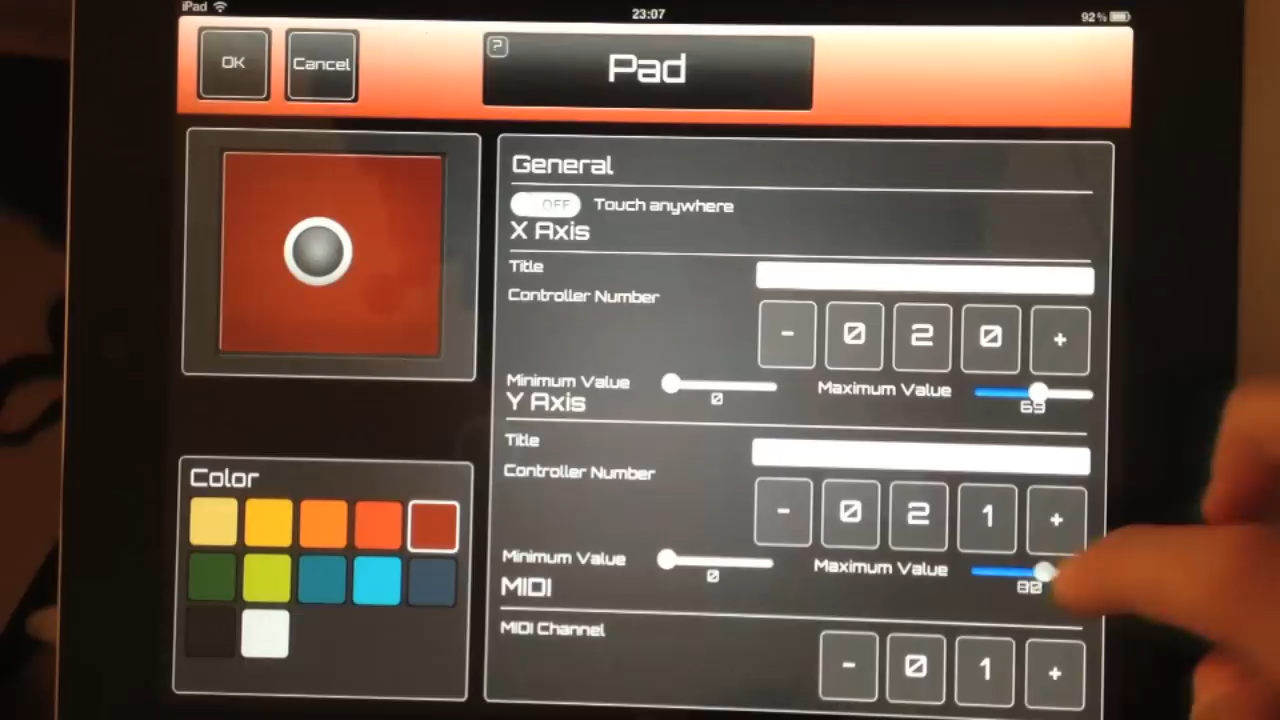 iPad 23:07 92%
OK Cancel ? Pad
General
OFF Touch anywhere
X Axis
Title
Controller Number
- 0 2 0 +
Minimum Value 0 Maximum Value 69
Y Axis
Title
Controller Number
- 0 2 1 +
Minimum Value 0 Maximum Value 80
MIDI
MIDI Channel
- 0 1 +
Color